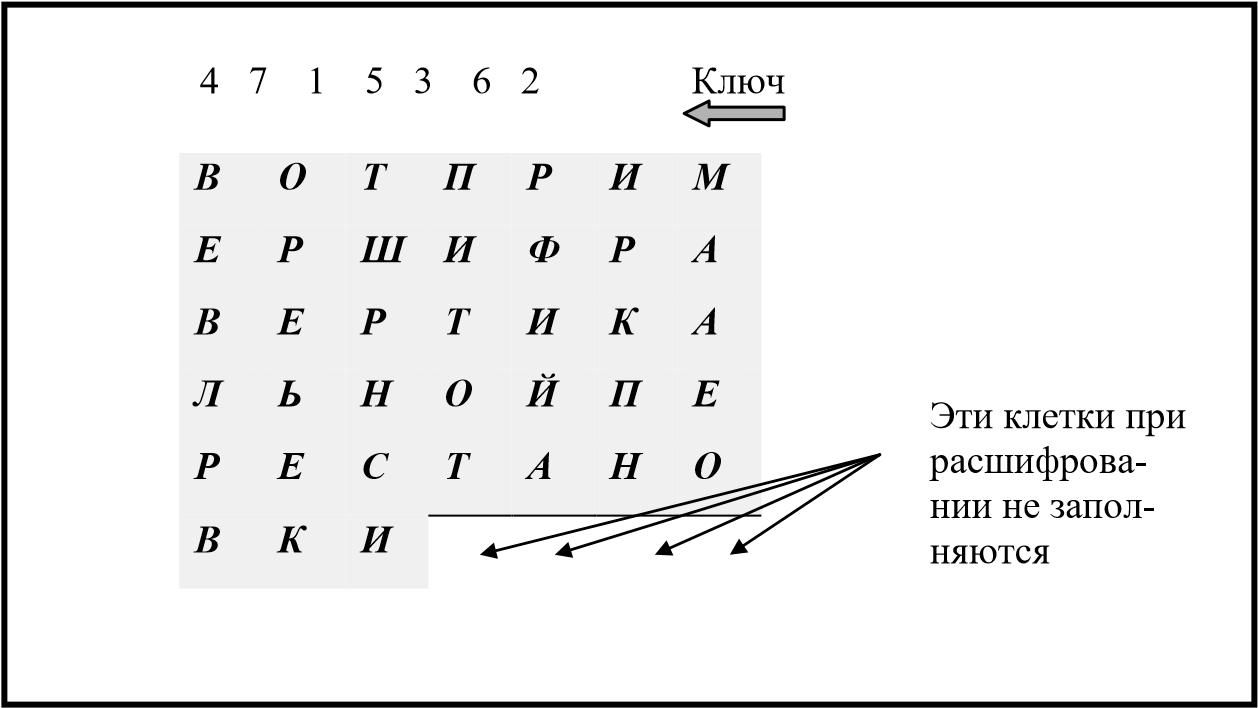 4 7 1 5 3 6 2 Ключ
В О Т П Р И М
Е Р Ш И Ф Р А
В Е Р Т И К А
Л Ь Н О Й П Е
Р Е С Т А Н О
В К И
Эти клетки при
расшифрова-
нии не запол-
няются